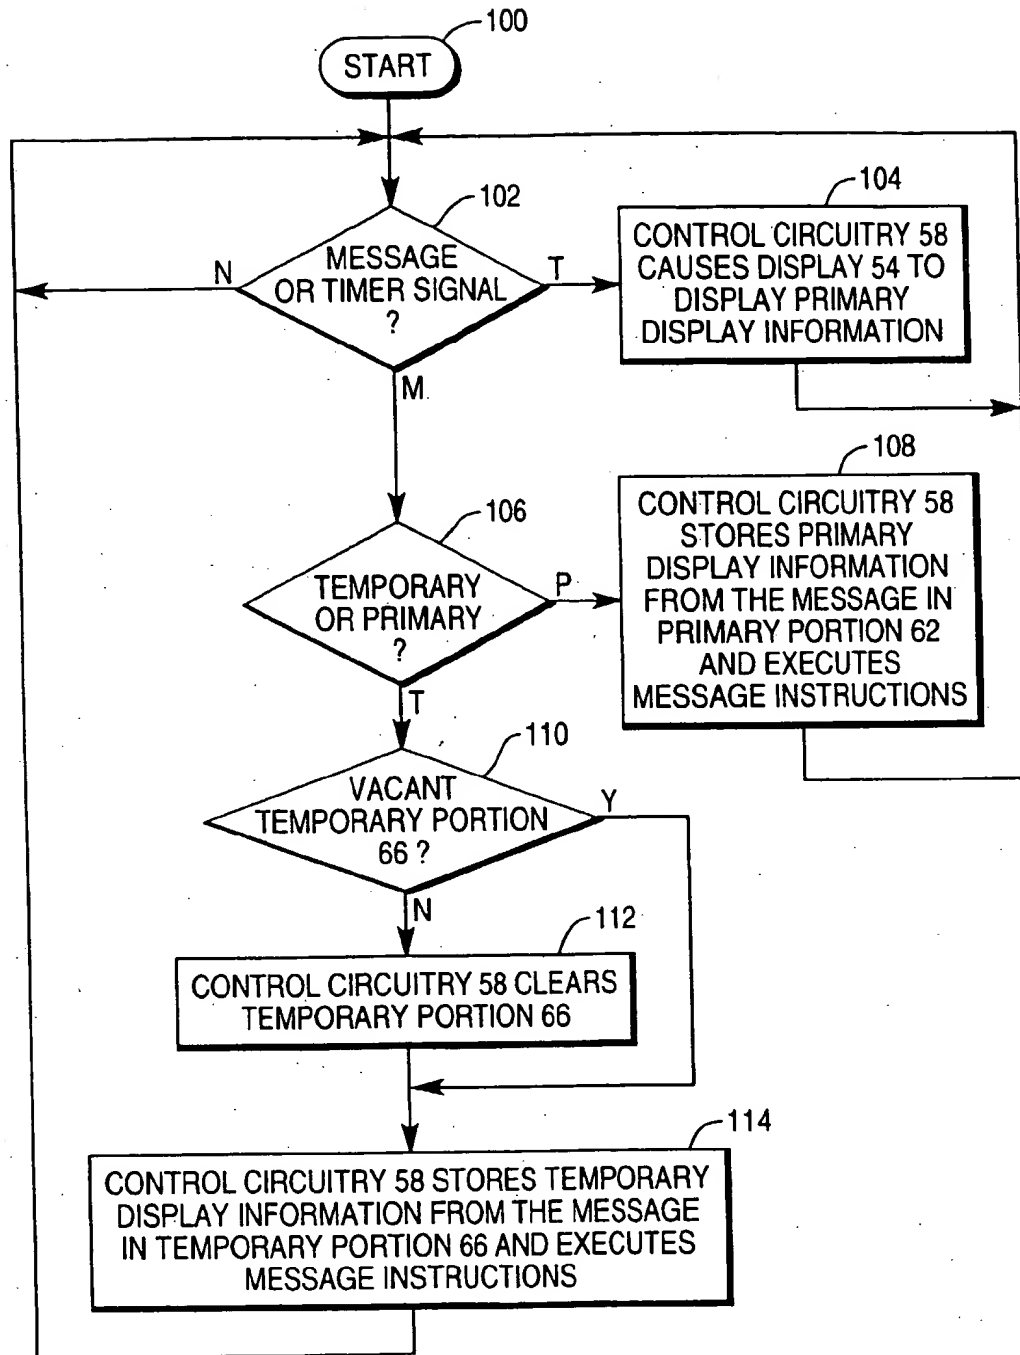 100
START
102
MESSAGE
OR TIMER SIGNAL
?
N
T
M
104
CONTROL CIRCUITRY 58
CAUSES DISPLAY 54 TO
DISPLAY PRIMARY
DISPLAY INFORMATION
106
TEMPORARY
OR PRIMARY
?
P
T
108
CONTROL CIRCUITRY 58
STORES PRIMARY
DISPLAY INFORMATION
FROM THE MESSAGE IN
PRIMARY PORTION 62
AND EXECUTES
MESSAGE INSTRUCTIONS
110
VACANT
TEMPORARY PORTION
66 ?
Y
N
112
CONTROL CIRCUITRY 58 CLEARS
TEMPORARY PORTION 66
114
CONTROL CIRCUITRY 58 STORES TEMPORARY
DISPLAY INFORMATION FROM THE MESSAGE
IN TEMPORARY PORTION 66 AND EXECUTES
MESSAGE INSTRUCTIONS